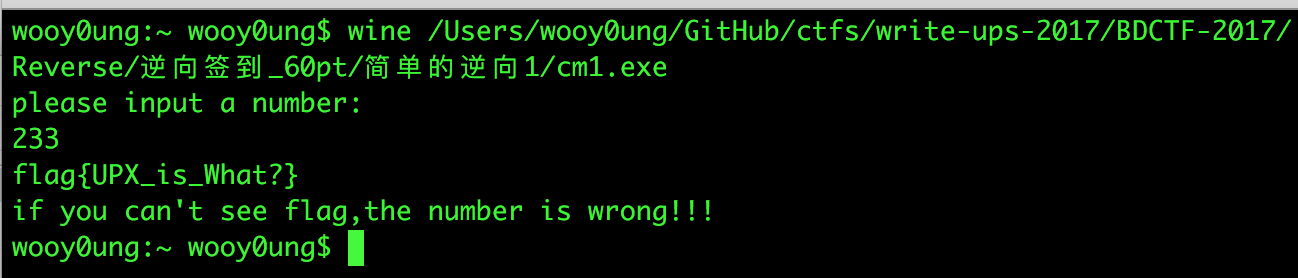 wooy0ung:~ wooy0ung$ wine /Users/wooy0ung/GitHub/ctfs/write-ups-2017/BDCTF-2017/
Reverse/逆向签到_60pt/简单的逆向1/cm1.exe
please input a number:
233
flag{UPX_is_What?}
if you can't see flag,the number is wrong!!!
wooy0ung:~ wooy0ung$